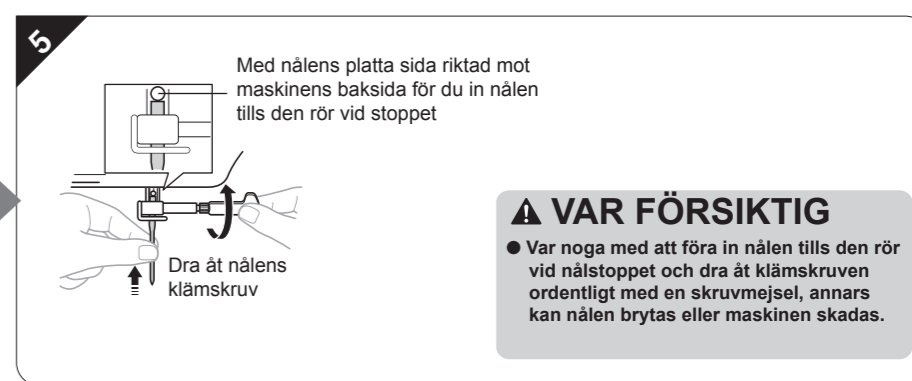 5
Med nålens platta sida riktad mot
maskinens baksida för du in nålen
tills den rör vid stoppet
Dra åt nålens
klämskruv
VAR FÖRSIKTIG
● Var noga med att föra in nålen tills den rör
vid nålstoppet och dra åt klämskruven
ordentligt med en skruvmejsel, annars
kan nålen brytas eller maskinen skadas.